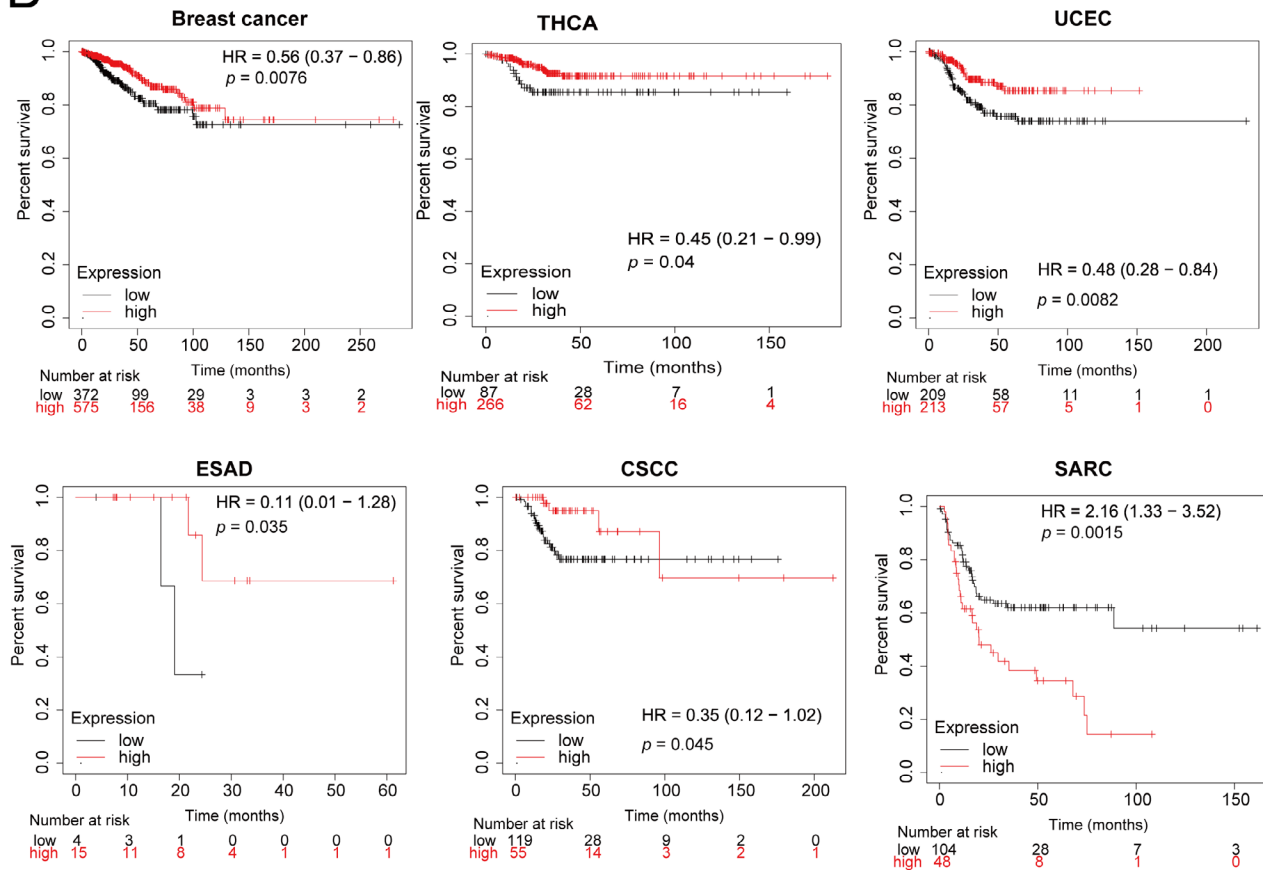 D
Breast cancer
HR = 0.56 (0.37 − 0.86)
p = 0.0076
Percent survival
1.0
0.8
0.6
0.4
0.2
0.0
Expression
low
high
0 50 100 150 200 250
Time (months)
Number at risk
low 372 99 29 3 3 2
high 575 156 38 9 3 2
THCA
HR = 0.45 (0.21 − 0.99)
p = 0.04
Percent survival
1.0
0.8
0.6
0.4
0.2
0.0
Expression
low
high
0 50 100 150
Time (months)
Number at risk
low 87 28 7 1
high 266 62 16 4
UCEC
HR = 0.48 (0.28 − 0.84)
p = 0.0082
Percent survival
1.0
0.8
0.6
0.4
0.2
0.0
Expression
low
high
0 50 100 150 200
Time (months)
Number at risk
low 209 58 11 1 1
high 213 57 5 1 0
ESAD
HR = 0.11 (0.01 − 1.28)
p = 0.035
Percent survival
1.0
0.8
0.6
0.4
0.2
0.0
Expression
low
high
0 10 20 30 40 50 60
Time (months)
Number at risk
low 4 3 1 0 0 0 0
high 15 11 8 4 1 1 1
CSCC
HR = 0.35 (0.12 − 1.02)
p = 0.045
Percent survival
1.0
0.8
0.6
0.4
0.2
0.0
Expression
low
high
0 50 100 150 200
Time (months)
Number at risk
low 119 28 9 2 0
high 55 14 3 2 1
SARC
HR = 2.16 (1.33 − 3.52)
p = 0.0015
Percent survival
1.0
0.8
0.6
0.4
0.2
0.0
Expression
low
high
0 50 100 150
Time (months)
Number at risk
low 104 28 7 3
high 48 8 1 0